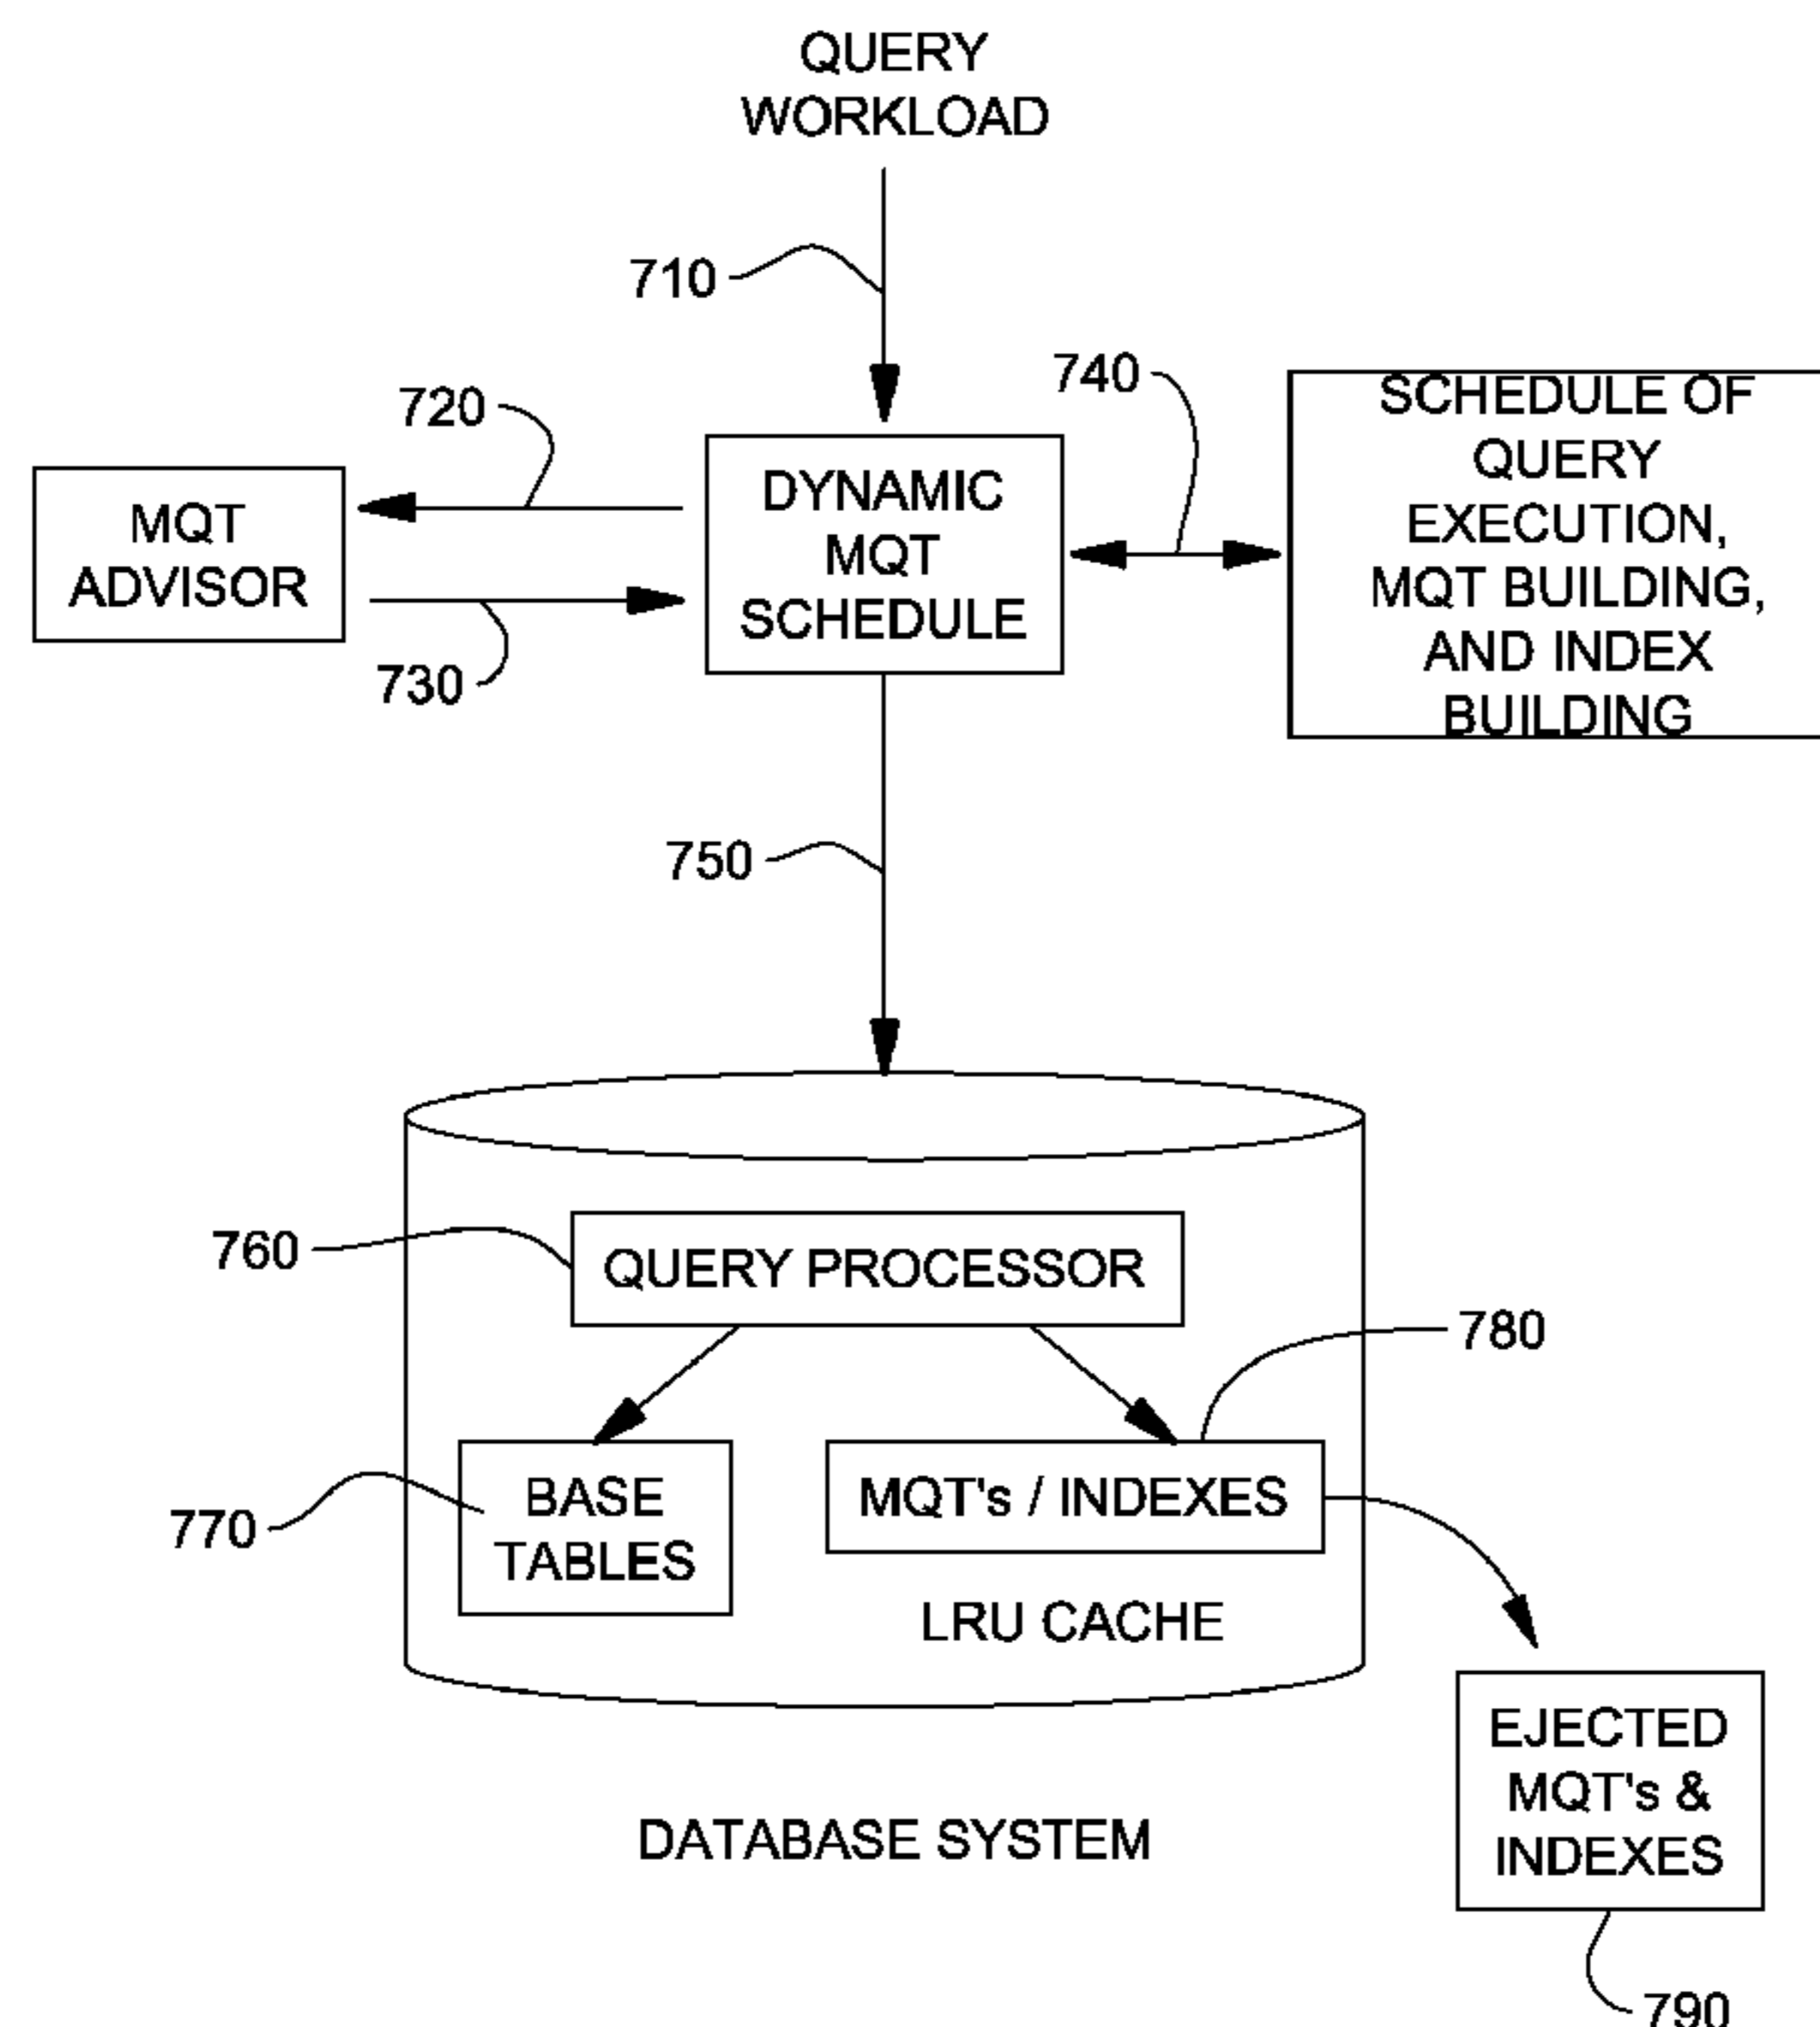 QUERY
WORKLOAD
710
740
720
SCHEDULE OF
QUERY
EXECUTION,
MQT BUILDING,
AND INDEX
BUILDING
MQT
ADVISOR
DYNAMIC
MQT
SCHEDULE
730
750
760
QUERY PROCESSOR
780
770
BASE
TABLES
MQT's / INDEXES
LRU CACHE
EJECTED
MQT's &
INDEXES
DATABASE SYSTEM
790